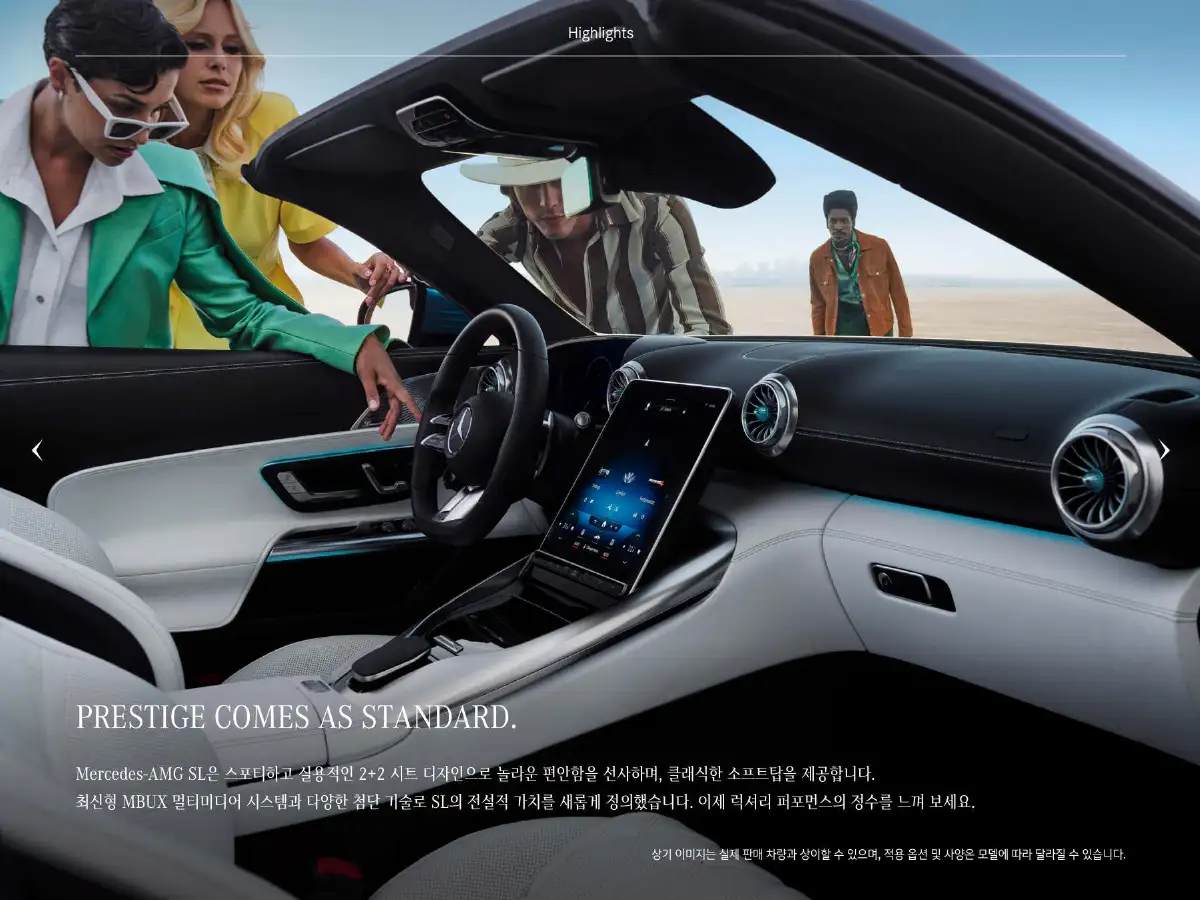 Highlights
PRESTIGE COMES AS STANDARD.
Mercedes-AMG SL은 스포티하고 실용적인 2+2 시트 디자인으로 놀라운 편안함을 선사하며, 클래식한 소프트탑을 제공합니다.
최신형 MBUX 멀티미디어 시스템과 다양한 첨단 기술로 SL의 전설적 가치를 새롭게 정의했습니다. 이제 럭셔리 퍼포먼스의 정수를 느껴 보세요.
상기 이미지는 실제 판매 차량과 상이할 수 있으며, 적용 옵션 및 사양은 모델에 따라 달라질 수 있습니다.